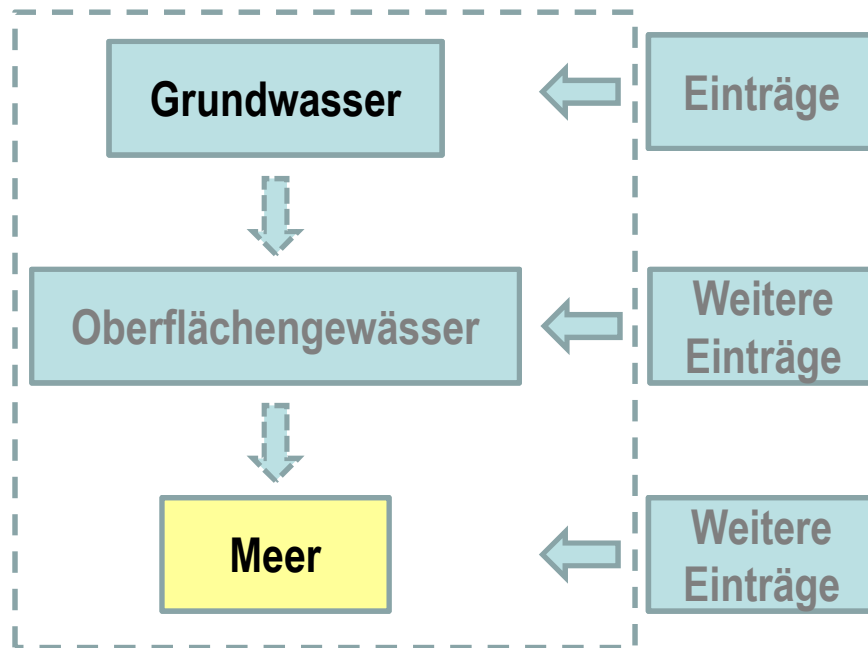 Grundwasser
Einträge
Oberflächengewässer
Weitere
Einträge
Meer
Weitere
Einträge